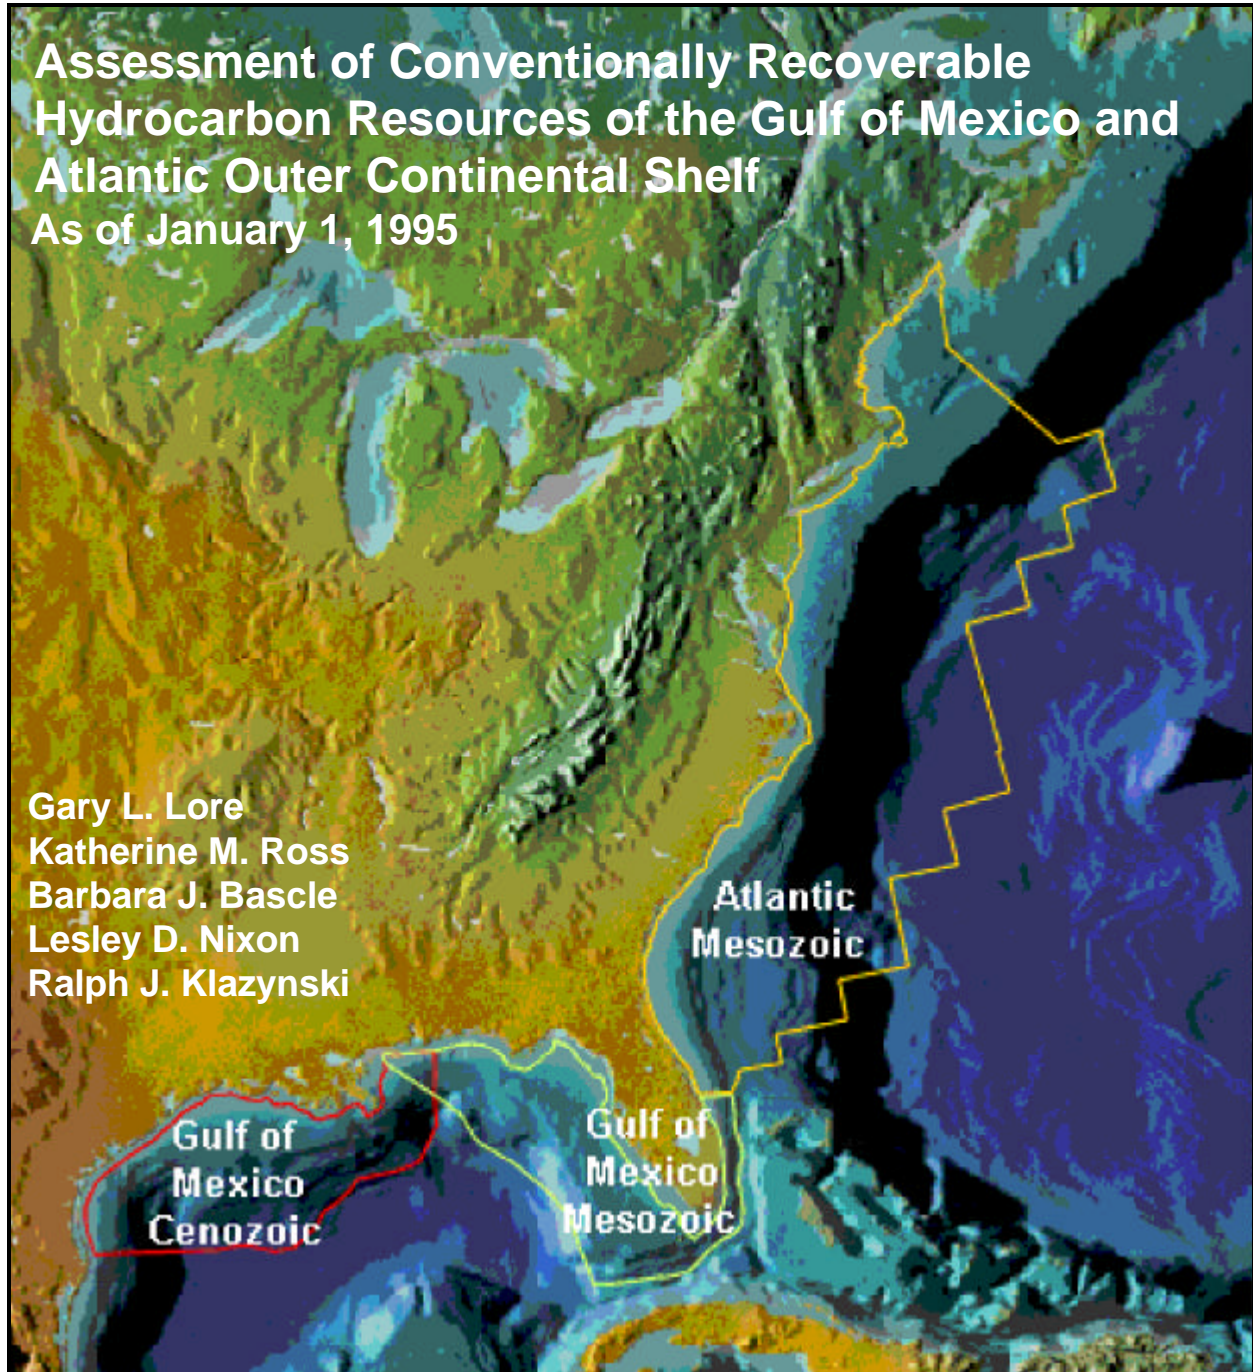 Assessment of Conventionally Recoverable
Hydrocarbon Resources of the Gulf of Mexico and
Atlantic Outer Continental Shelf
As of January 1, 1995
Gary L. Lore
Katherine M. Ross
Barbara J. Bascle
Lesley D. Nixon
Ralph J. Klazynski
Atlantic
Mesozoic
Gulf of
Mexico
Cenozoic
Gulf of
Mexico
Mesozoic